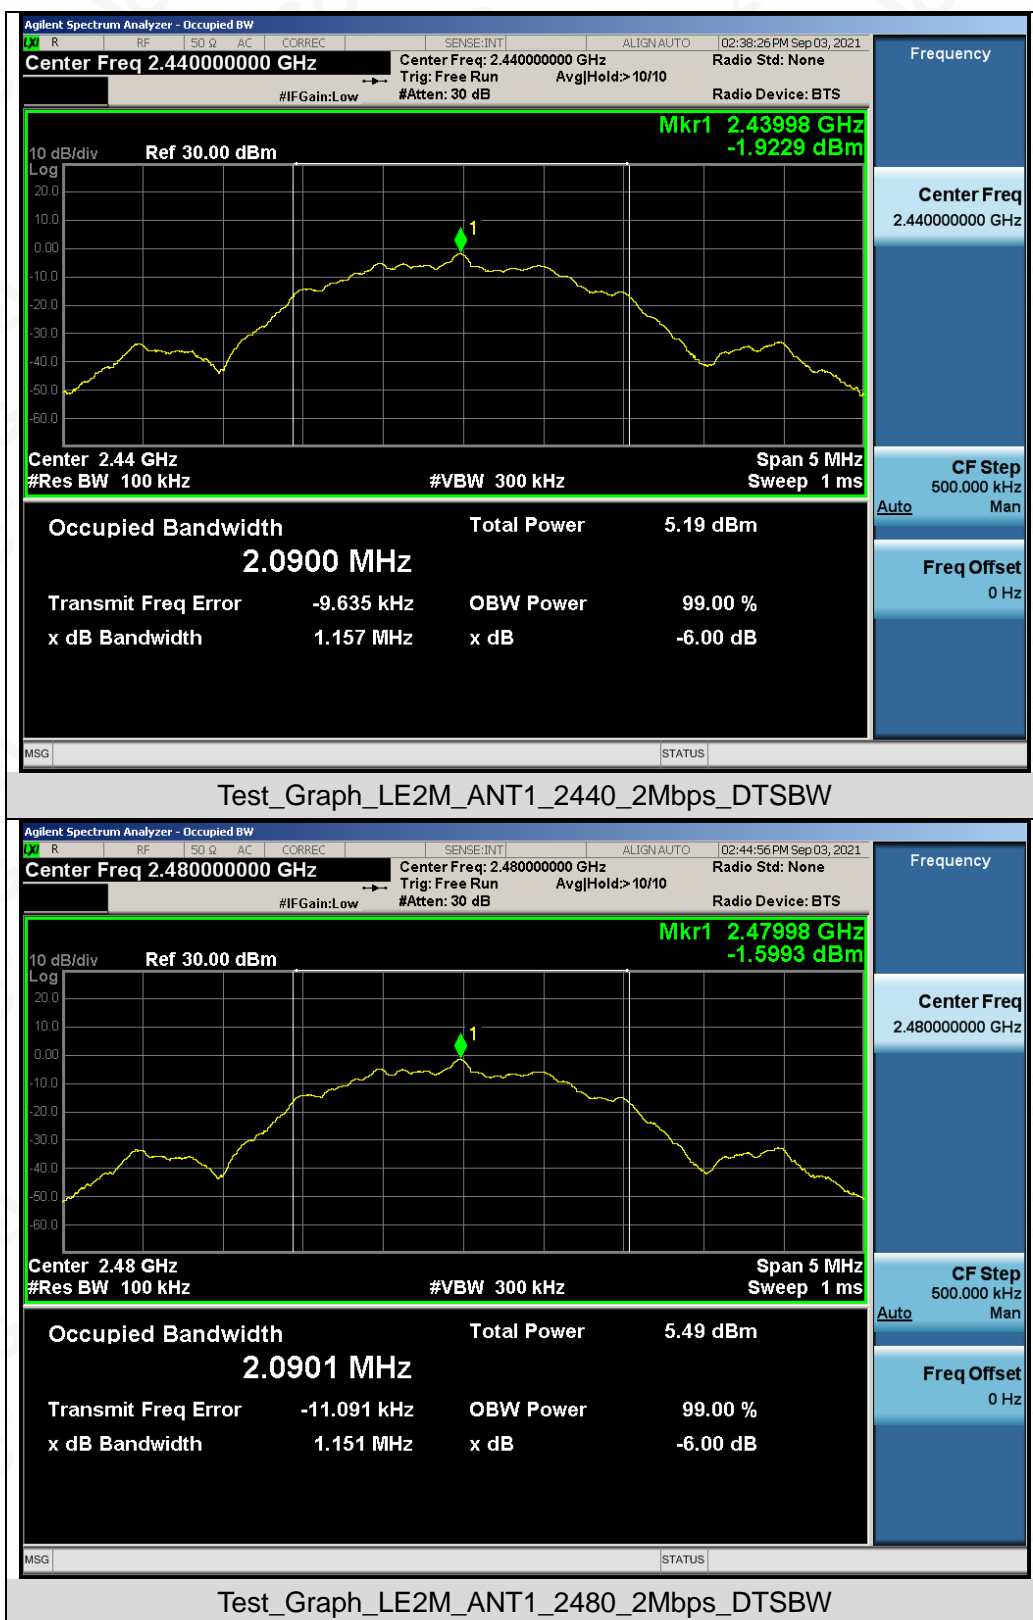 Agilent Spectrum Analyzer - Occupied BW
LXI R RF 50 Ω AC CORREC SENSE:INT ALIGN AUTO 02:38:26 PM Sep 03, 2021
Center Freq 2.440000000 GHz
Center Freq: 2.440000000 GHz
Radio Std: None
Trig: Free Run
Avg|Hold:> 10/10
#IFGain:Low
#Atten: 30 dB
Radio Device: BTS
Mkr1 2.43998 GHz
-1.9229 dBm
10 dB/div
Ref 30.00 dBm
Log
20.0
10.0
0.00
-10.0
-20.0
-30.0
-40.0
-50.0
-60.0
1
Center 2.44 GHz
Span 5 MHz
#Res BW 100 kHz
#VBW 300 kHz
Sweep 1 ms
Occupied Bandwidth
2.0900 MHz
Total Power 5.19 dBm
Transmit Freq Error -9.635 kHz
OBW Power 99.00 %
x dB Bandwidth 1.157 MHz
x dB -6.00 dB
Frequency
Center Freq
2.440000000 GHz
CF Step
500.000 kHz
Auto Man
Freq Offset
0 Hz
MSG
STATUS
Test_Graph_LE2M_ANT1_2440_2Mbps_DTSBW
Agilent Spectrum Analyzer - Occupied BW
LXI R RF 50 Ω AC CORREC SENSE:INT ALIGN AUTO 02:44:56 PM Sep 03, 2021
Center Freq 2.480000000 GHz
Center Freq: 2.480000000 GHz
Radio Std: None
Trig: Free Run
Avg|Hold:> 10/10
#IFGain:Low
#Atten: 30 dB
Radio Device: BTS
Mkr1 2.47998 GHz
-1.5993 dBm
10 dB/div
Ref 30.00 dBm
Log
20.0
10.0
0.00
-10.0
-20.0
-30.0
-40.0
-50.0
-60.0
1
Center 2.48 GHz
Span 5 MHz
#Res BW 100 kHz
#VBW 300 kHz
Sweep 1 ms
Occupied Bandwidth
2.0901 MHz
Total Power 5.49 dBm
Transmit Freq Error -11.091 kHz
OBW Power 99.00 %
x dB Bandwidth 1.151 MHz
x dB -6.00 dB
Frequency
Center Freq
2.480000000 GHz
CF Step
500.000 kHz
Auto Man
Freq Offset
0 Hz
MSG
STATUS
Test_Graph_LE2M_ANT1_2480_2Mbps_DTSBW